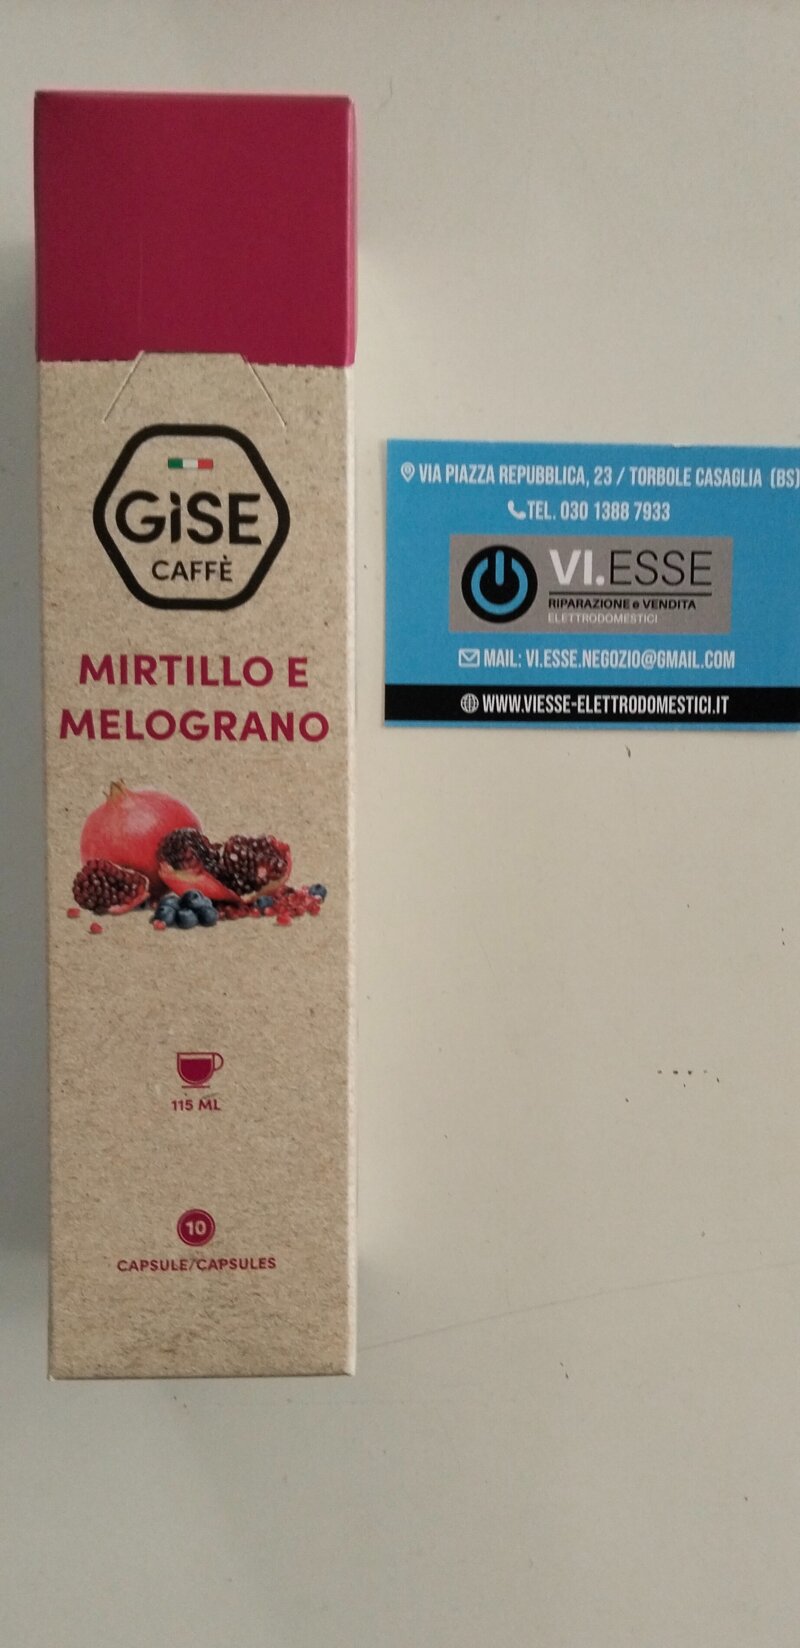 GiSE
CAFFÈ
MIRTILLO E
MELOGRANO
115 ML
10
CAPSULE/CAPSULES
VIA PIAZZA REPUBBLICA, 23 / TORBOLE CASAGLIA (BS)
TEL. 030 1388 7933
VI.ESSE
RIPARAZIONE e VENDITA
ELETTRODOMESTICI
MAIL: VI.ESSE.NEGOZIO@GMAIL.COM
WWW.VIESSE-ELETTRODOMESTICI.IT